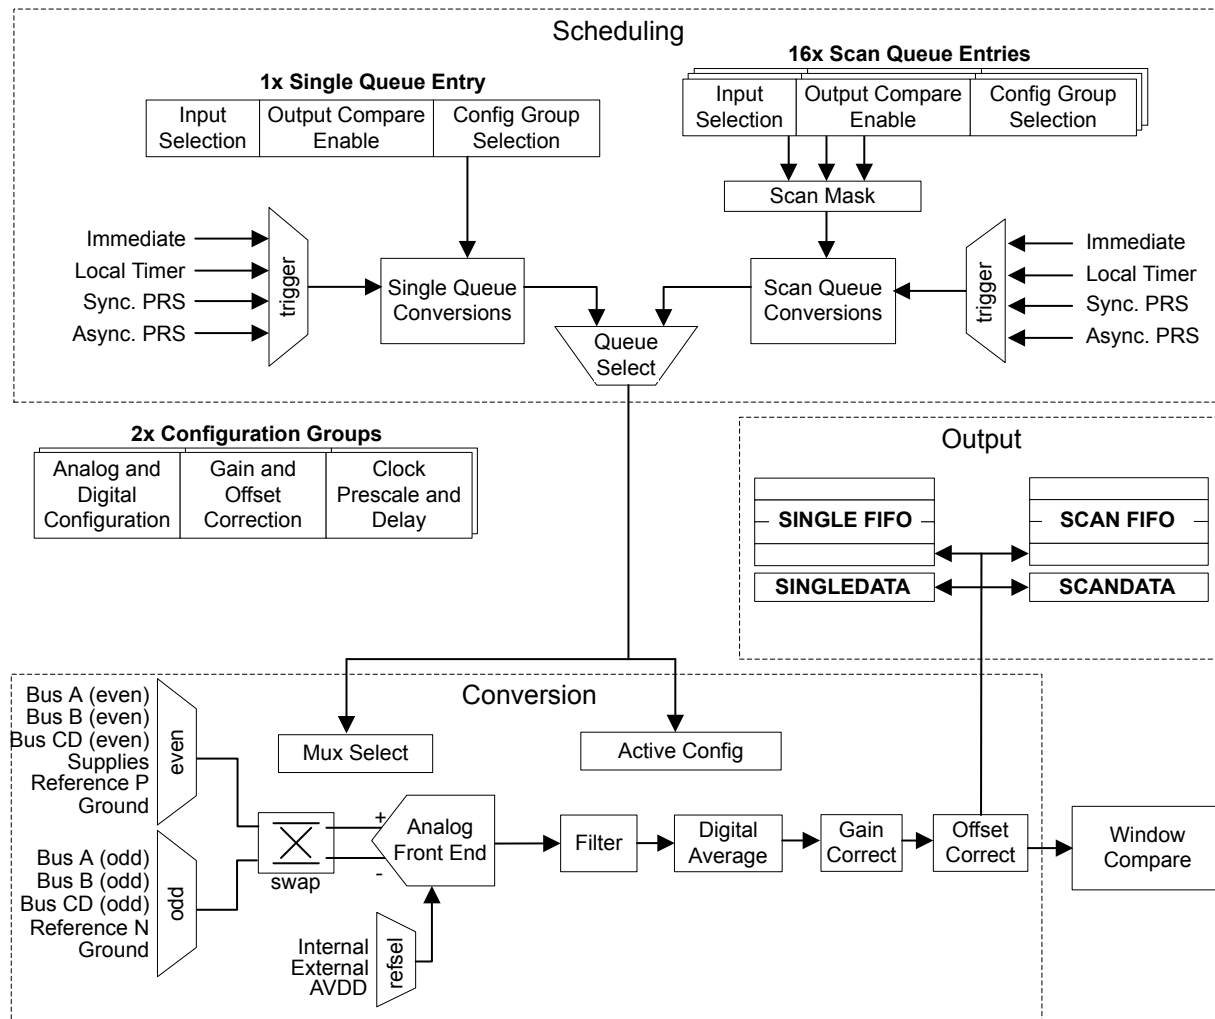 Scheduling
1x Single Queue Entry
Input
Selection
Output Compare
Enable
Config Group
Selection
16x Scan Queue Entries
Input
Selection
Output Compare
Enable
Config Group
Selection
Scan Mask
Immediate
Local Timer
Sync. PRS
Async. PRS
trigger
Single Queue
Conversions
Queue
Select
Scan Queue
Conversions
trigger
Immediate
Local Timer
Sync. PRS
Async. PRS
2x Configuration Groups
Analog and
Digital
Configuration
Gain and
Offset
Correction
Clock
Prescale and
Delay
Output
SINGLE FIFO
SCAN FIFO
SINGLEDATA
SCANDATA
Conversion
Bus A (even)
Bus B (even)
Bus CD (even)
Supplies
Reference P
Ground
even
Mux Select
Active Config
Bus A (odd)
Bus B (odd)
Bus CD (odd)
Reference N
Ground
odd
swap
+
-
Analog
Front End
Internal
External
AVDD
refsel
Filter
Digital
Average
Gain
Correct
Offset
Correct
Window
Compare